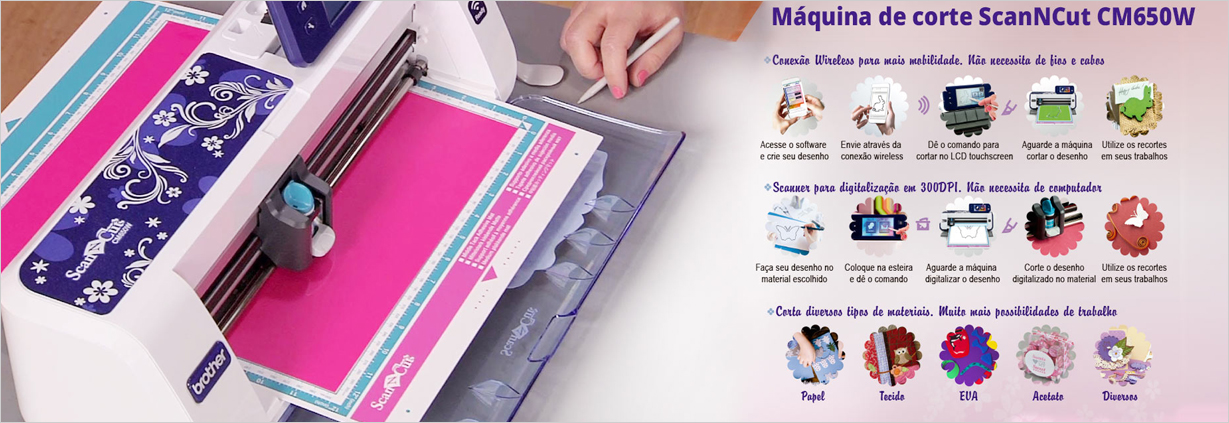 Máquina de corte ScanNCut CM650W
Conexão Wireless para mais mobilidade. Não necessita de fios e cabos
Acesse o software
e crie seu desenho
Envie através da
conexão wireless
Dê o comando para
cortar no LCD touchscreen
Aguarde a máquina
cortar o desenho
Utilize os recortes
em seus trabalhos
Scanner para digitalização em 300DPI. Não necessita de computador
Faça seu desenho no
material escolhido
Coloque na esteira
e dê o comando
Aguarde a máquina
digitalizar o desenho
Corte o desenho
digitalizado no material
Utilize os recortes
em seus trabalhos
Corta diversos tipos de materiais. Muito mais possibilidades de trabalho
Papel
Tecido
EVA
Acetato
Diversos
ScanNCut
CM650W
brother
ScanNCut
ScanNCut